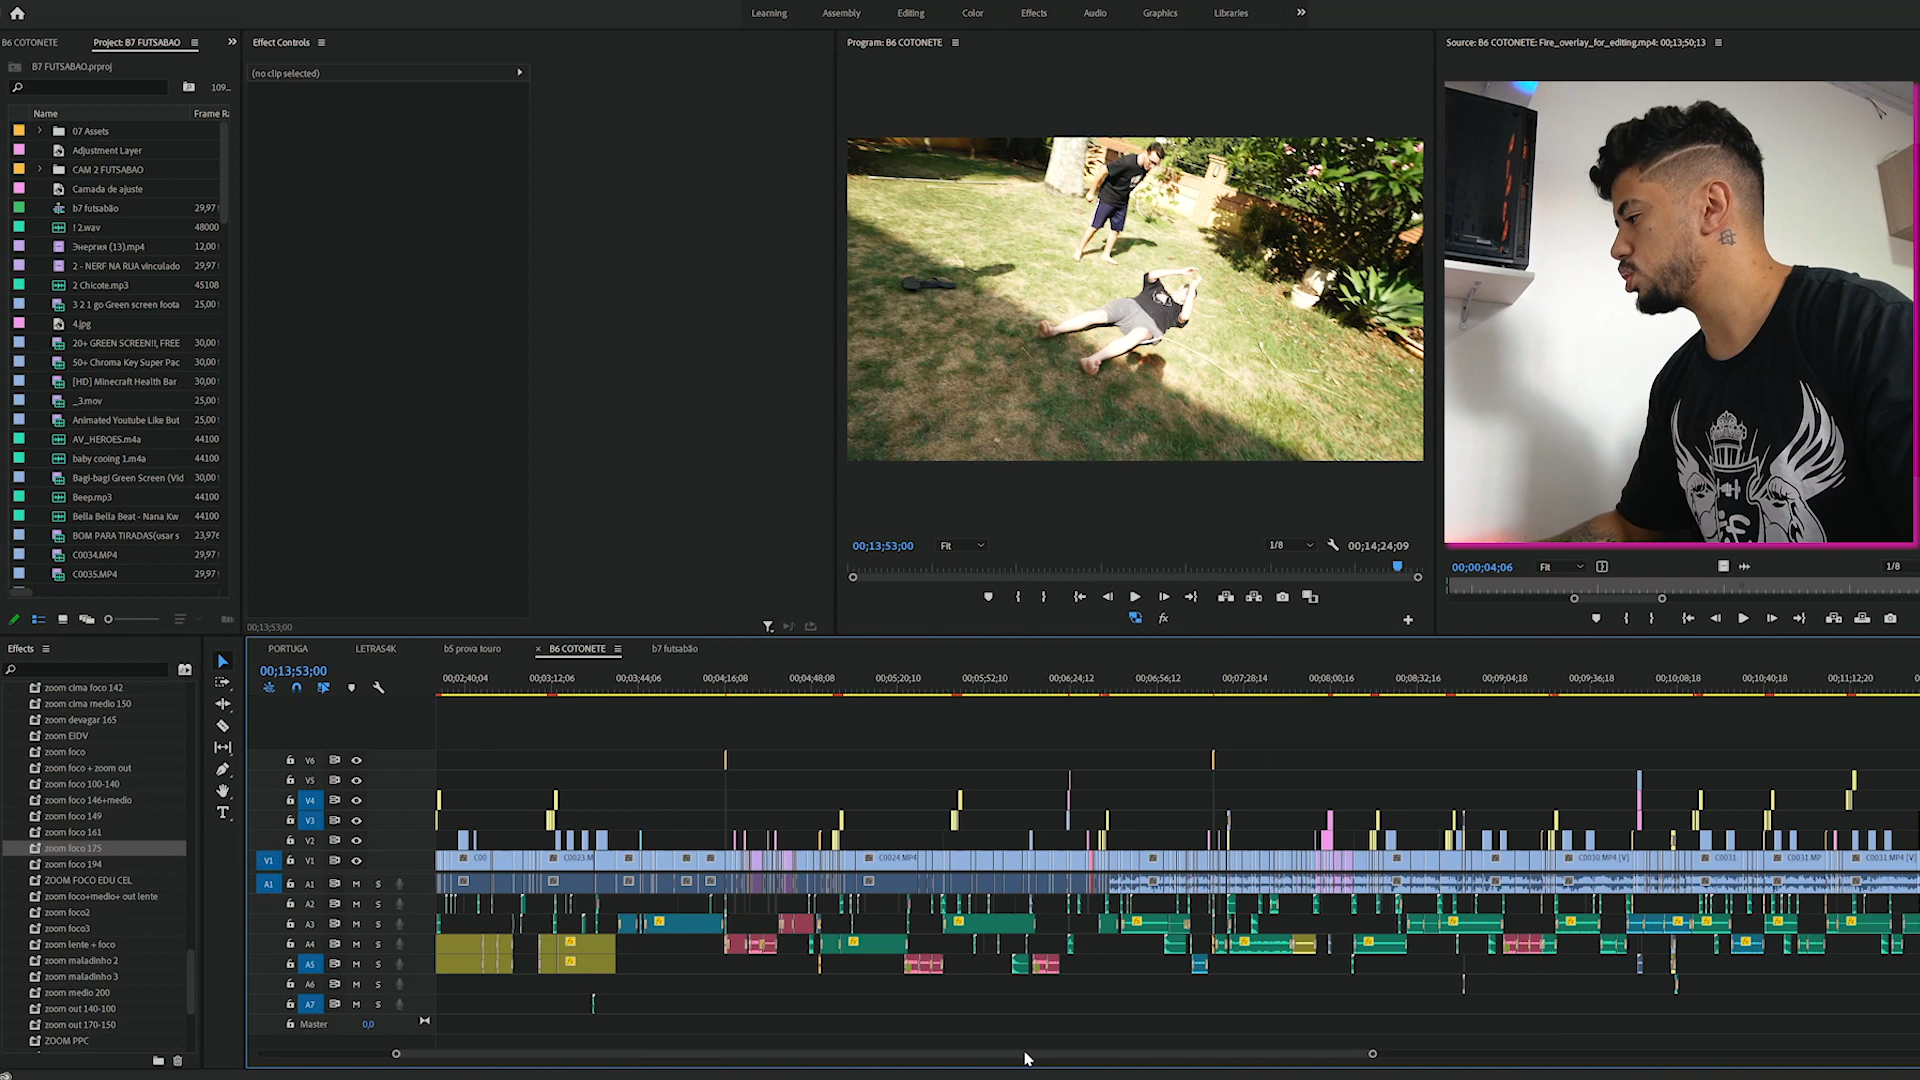 Learning Assembly Editing Color Effects Audio Graphics Libraries
B6 COTONETE Project: B7 FUTSABAO
Effect Controls
Program: B6 COTONETE
Source: B6 COTONETE: Fire_overlay_for_editing.mp4: 00;13;50;13
B7 FUTSABAO.prproj
109...
(no clip selected)
Name Frame Ra
07 Assets
Adjustment Layer
CAM 2 FUTSABAO
Camada de ajuste
b7 futsabão 29,97
! 2.wav 48000
Энергия (13).mp4 12,00
2 - NERF NA RUA vinculado 29,97
2 Chicote.mp3 45108
3 2 1 go Green screen foota 25,00
4.jpg
20+ GREEN SCREEN!!, FREE 30,00
50+ Chroma Key Super Pac 30,00
[HD] Minecraft Health Bar 30,00
_3.mov 25,00
Animated Youtube Like But 25,00
AV_HEROES.m4a 44100
baby cooing 1.m4a 44100
Bagi-bagi Green Screen (Vid 30,00
Beep.mp3 44100
Bella Bella Beat - Nana Kw 44100
BOM PARA TIRADAS(usar s 23,976
C0034.MP4 29,97
C0035.MP4 29,97
00;13;53;00
00;13;53;00 Fit 1/8 00;14;24;09
00;00;04;06 Fit 1/8
Effects
zoom cima foco 142
zoom cima medio 150
zoom devagar 165
zoom EIDV
zoom foco
zoom foco + zoom out
zoom foco 100-140
zoom foco 146+medio
zoom foco 149
zoom foco 161
zoom foco 175
zoom foco 194
ZOOM FOCO EDU CEL
zoom foco+medio+ out lente
zoom foco2
zoom foco3
zoom lente + foco
zoom maladinho 2
zoom maladinho 3
zoom medio 200
zoom out 140-100
zoom out 170-150
ZOOM PPC
PORTUGA LETRAS4K b5 prova touro × B6 COTONETE b7 futsabão
00;13;53;00
00;02;40;04 00;03;12;06 00;03;44;06 00;04;16;08 00;04;48;08 00;05;20;10 00;05;52;10 00;06;24;12 00;06;56;12 00;07;28;14 00;08;00;16 00;08;32;16 00;09;04;18 00;09;36;18 00;10;08;18 00;10;40;18 00;11;12;20
V6
V5
V4
V3
V2
V1 V1 C00 C0023.M C0024.MP4 C0030.MP4 [V] C0031 C0031.MP C0031.MP4 [V]
A1 A1 M S
A2 M S
A3 M S
A4 M S
A5 M S
A6 M S
A7 M S
Master 0,0